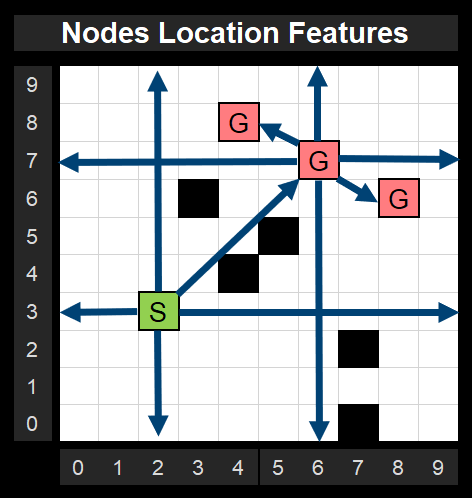 Nodes Location Features
9
8 G
7 G
6 G
5
4
3 S
2
1
0
0 1 2 3 4 5 6 7 8 9